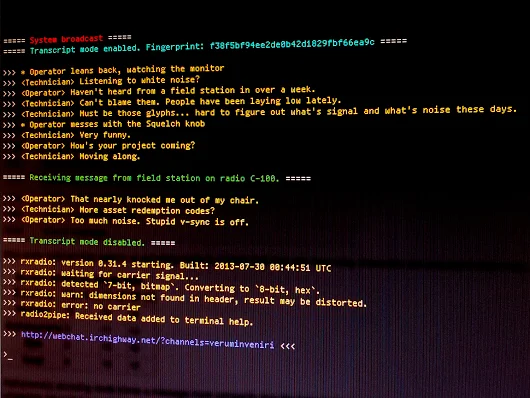 ===== System broadcast =====
===== Transcript mode enabled. Fingerprint: f38f5bf94ee2de0b42d1829fbf66ea9c =====
>>> * Operator leans back, watching the monitor
>>> <Technician> Listening to white noise?
>>> <Operator> Haven't heard from a field station in over a week.
>>> <Technician> Can't blame them. People have been laying low lately.
>>> <Technician> Must be those glyphs... hard to figure out what's signal and what's noise these days.
>>> * Operator messes with the Squelch knob
>>> <Technician> Very funny.
>>> <Operator> How's your project coming?
>>> <Technician> Moving along.
===== Receiving message from field station on radio C-100. =====
>>> <Operator> That nearly knocked me out of my chair.
>>> <Technician> More asset redemption codes?
>>> <Operator> Too much noise. Stupid v-sync is off.
===== Transcript mode disabled. =====
>>> rxradio: version 0.31.4 starting. Built: 2013-07-30 00:44:51 UTC
>>> rxradio: waiting for carrier signal...
>>> rxradio: detected `7-bit, bitmap`. Converting to `8-bit, hex`.
>>> rxradio: warn: dimensions not found in header, result may be distorted.
>>> rxradio: error: no carrier
>>> radio2pipe: Received data added to terminal help.
>>> http://webchat.irchighway.net/?channels=veruminveniri <<<
>_